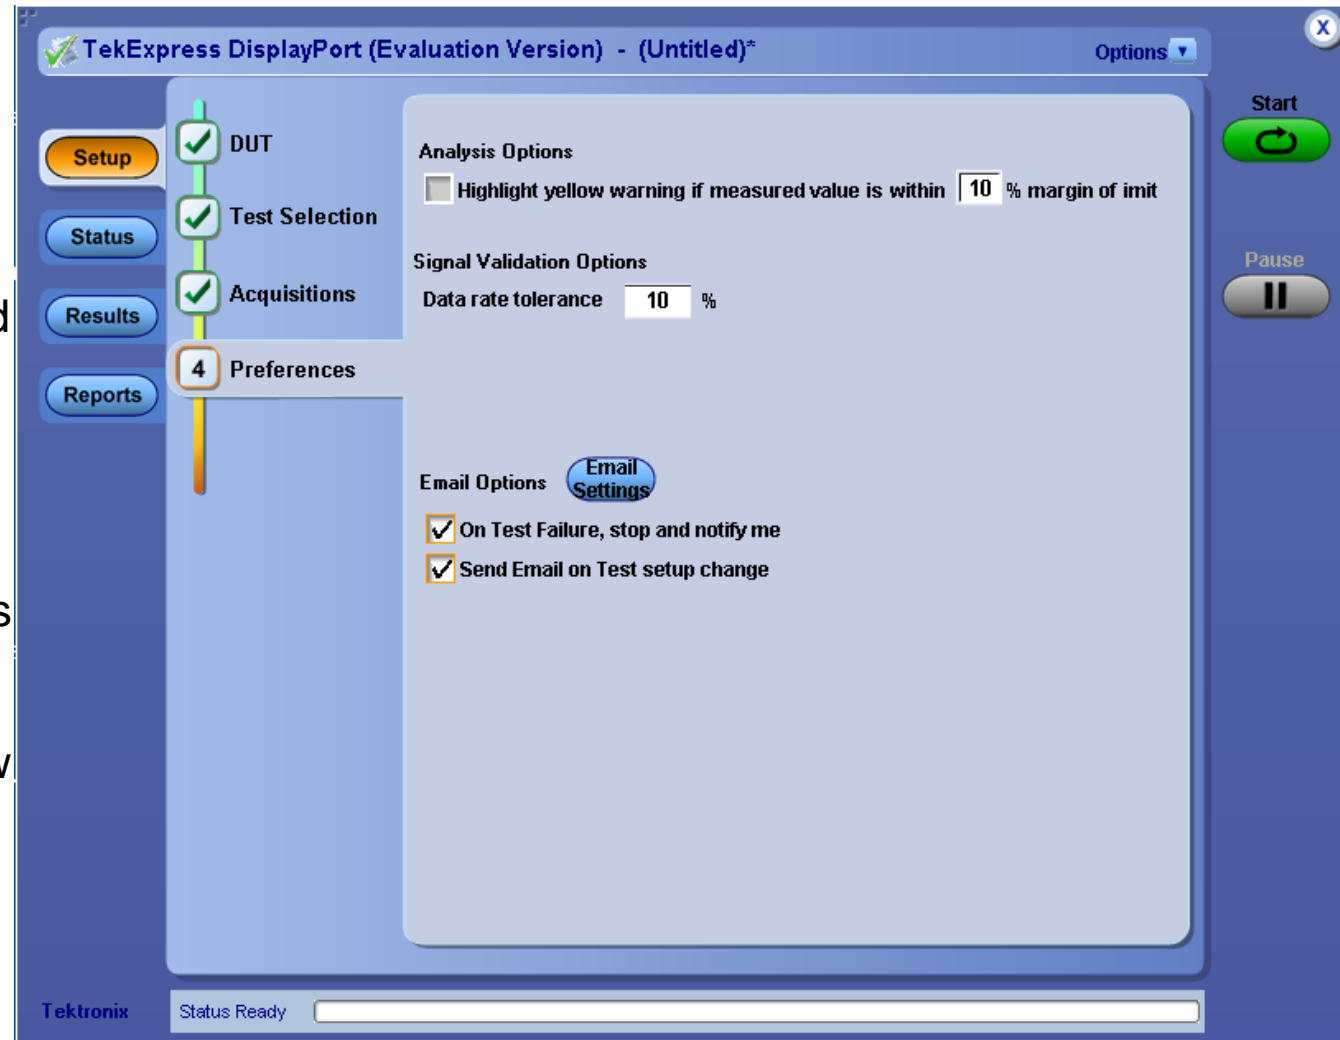 TekExpress DisplayPort (Evaluation Version) - (Untitled)*
Options
X
Start
Pause
Setup
Status
Results
Reports
DUT
Test Selection
Acquisitions
4 Preferences
Analysis Options
Highlight yellow warning if measured value is within 10 % margin of imit
Signal Validation Options
Data rate tolerance 10 %
Email Options Email Settings
On Test Failure, stop and notify me
Send Email on Test setup change
d
s
w
Tektronix Status Ready